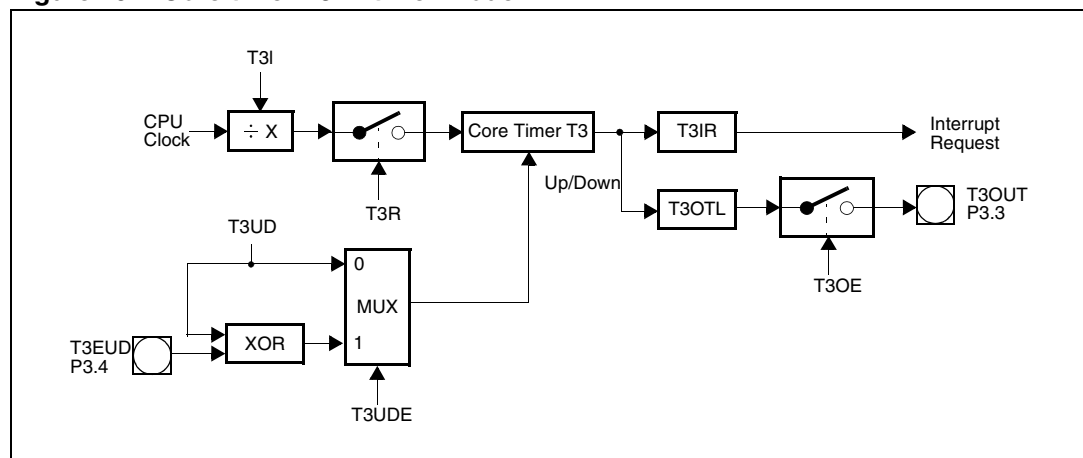 T3I
CPU
Clock
÷ X
Core Timer T3
T3IR
Interrupt
Request
Up/Down
T3R
T3OTL
T3OUT
P3.3
T3UD
0
MUX
T3OE
XOR
1
T3EUD
P3.4
T3UDE